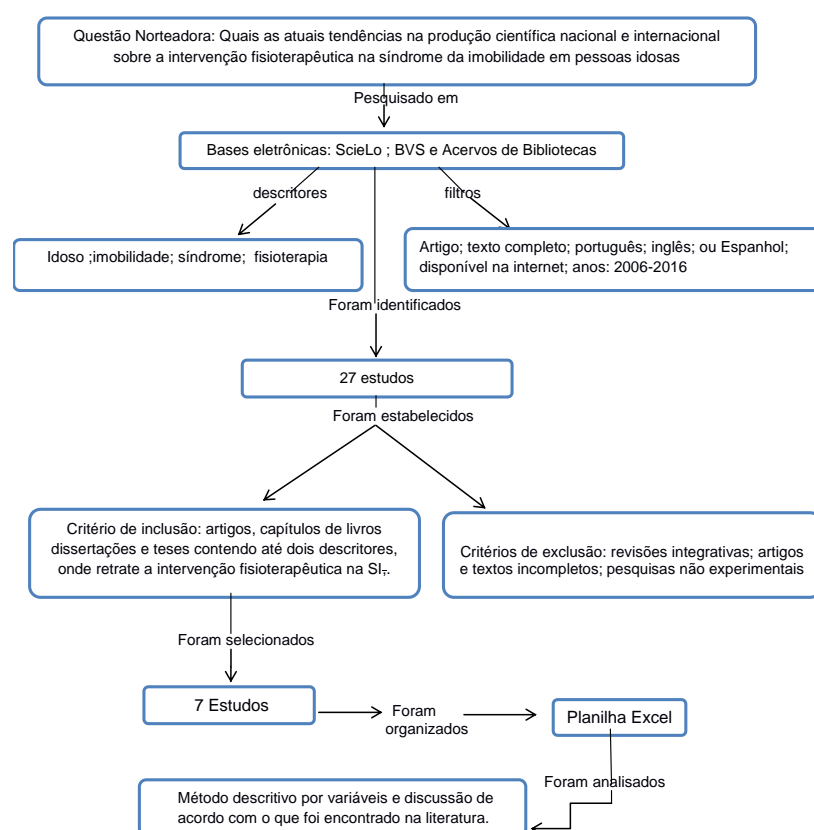 Questão Norteadora: Quais as atuais tendências na produção científica nacional e internacional
sobre a intervenção fisioterapêutica na síndrome da imobilidade em pessoas idosas
Pesquisado em
Bases eletrônicas: ScieLo ; BVS e Acervos de Bibliotecas
descritores
filtros
Idoso ;imobilidade; síndrome; fisioterapia
Artigo; texto completo; português; inglês; ou Espanhol;
disponível na internet; anos: 2006-2016
Foram identificados
27 estudos
Foram estabelecidos
Critério de inclusão: artigos, capítulos de livros
dissertações e teses contendo até dois descritores,
onde retrate a intervenção fisioterapêutica na SI,.
Critérios de exclusão: revisões integrativas; artigos
e textos incompletos; pesquisas não experimentais
Foram selecionados
7 Estudos
Foram
organizados
Planilha Excel
Foram analisados
Método descritivo por variáveis e discussão de
acordo com o que foi encontrado na literatura.